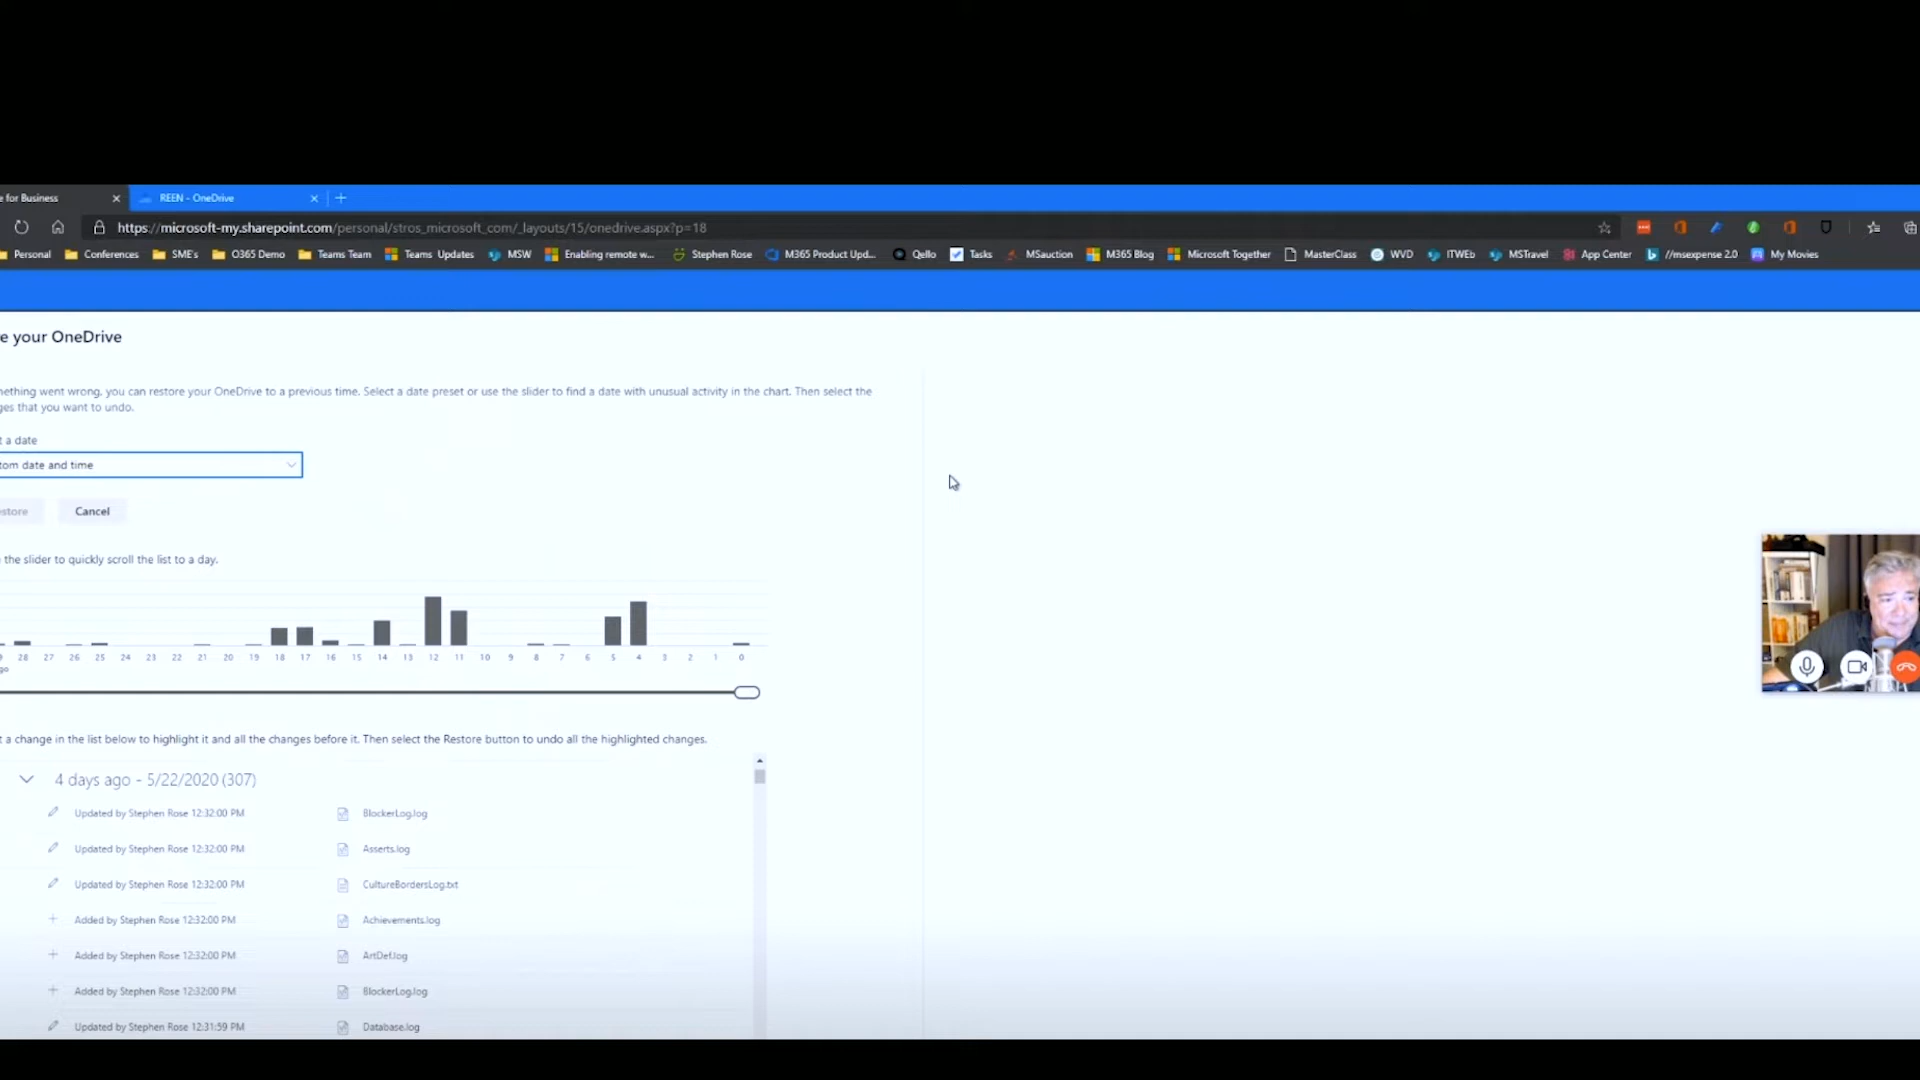 e for Business
REEN - OneDrive
https://microsoft-my.sharepoint.com/personal/stros_microsoft_com/_layouts/15/onedrive.aspx?p=18
Personal Conferences SME's O365 Demo Teams Team Teams Updates MSW Enabling remote w... Stephen Rose M365 Product Upd... Qello Tasks MSauction M365 Blog Microsoft Together MasterClass WVD ITWEb MSTravel App Center //msexpense 2.0 My Movies
e your OneDrive
nething went wrong, you can restore your OneDrive to a previous time. Select a date preset or use the slider to find a date with unusual activity in the chart. Then select the
ges that you want to undo.
t a date
tom date and time
estore Cancel
the slider to quickly scroll the list to a day.
28 27 26 25 24 23 22 21 20 19 18 17 16 15 14 13 12 11 10 9 8 7 6 5 4 3 2 1 0
go
t a change in the list below to highlight it and all the changes before it. Then select the Restore button to undo all the highlighted changes.
4 days ago - 5/22/2020 (307)
Updated by Stephen Rose 12:32:00 PM BlockerLog.log
Updated by Stephen Rose 12:32:00 PM Asserts.log
Updated by Stephen Rose 12:32:00 PM CultureBordersLog.txt
Added by Stephen Rose 12:32:00 PM Achievements.log
Added by Stephen Rose 12:32:00 PM ArtDef.log
Added by Stephen Rose 12:32:00 PM BlockerLog.log
Updated by Stephen Rose 12:31:59 PM Database.log